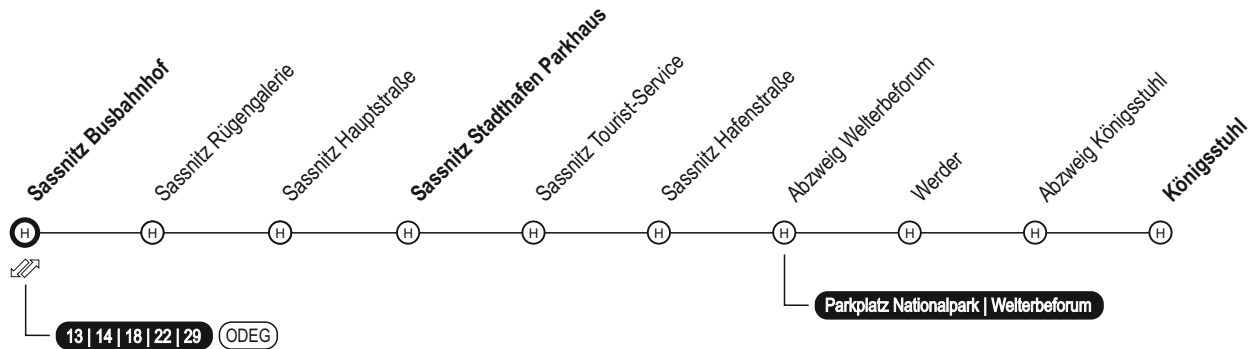 Sassnitz Busbahnhof
Sassnitz Rügengalerie
Sassnitz Hauptstraße
Sassnitz Stadthafen Parkhaus
Sassnitz Tourist-Service
Sassnitz Hafenstraße
Abzweig Welterbeforum
Werder
Abzweig Königsstuhl
Königsstuhl
H H H H H H H H H H
Parkplatz Nationalpark | Welterbeforum
13 | 14 | 18 | 22 | 29 ODEG